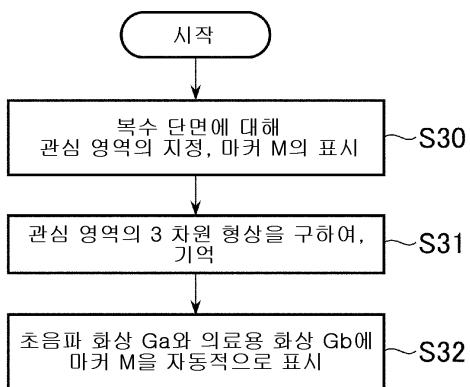 시작
복수 단면에 대해
관심 영역의 지정, 마커 M의 표시
S30
관심 영역의 3 차원 형상을 구하여,
기억
S31
초음파 화상 Ga와 의료용 화상 Gb에
마커 M을 자동적으로 표시
S32